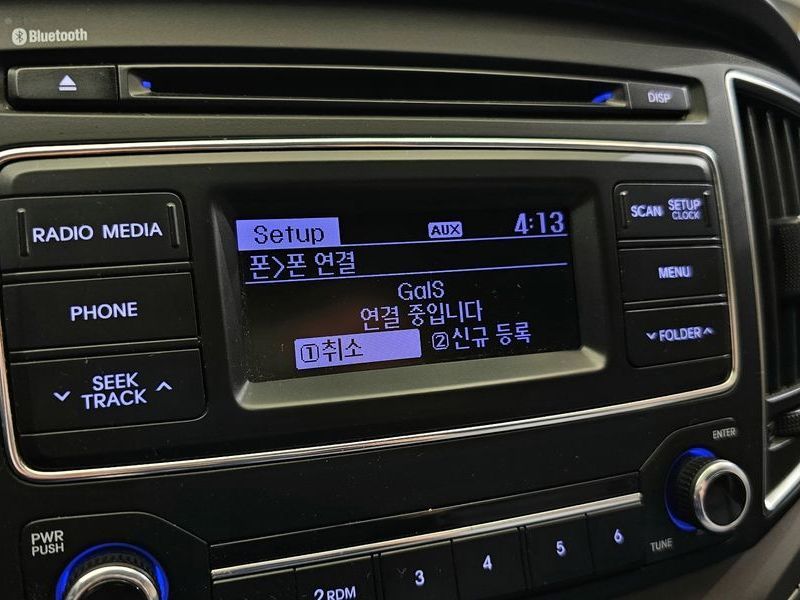 Bluetooth
DISP
RADIO MEDIA
Setup AUX 4:13
SCAN SETUP
CLOCK
폰>폰 연결
PHONE
GalS
MENU
연결 중입니다
①취소 ②신규 등록
FOLDER
SEEK
TRACK
ENTER
PWR
PUSH
2 RDM 3 4 5 6
TUNE